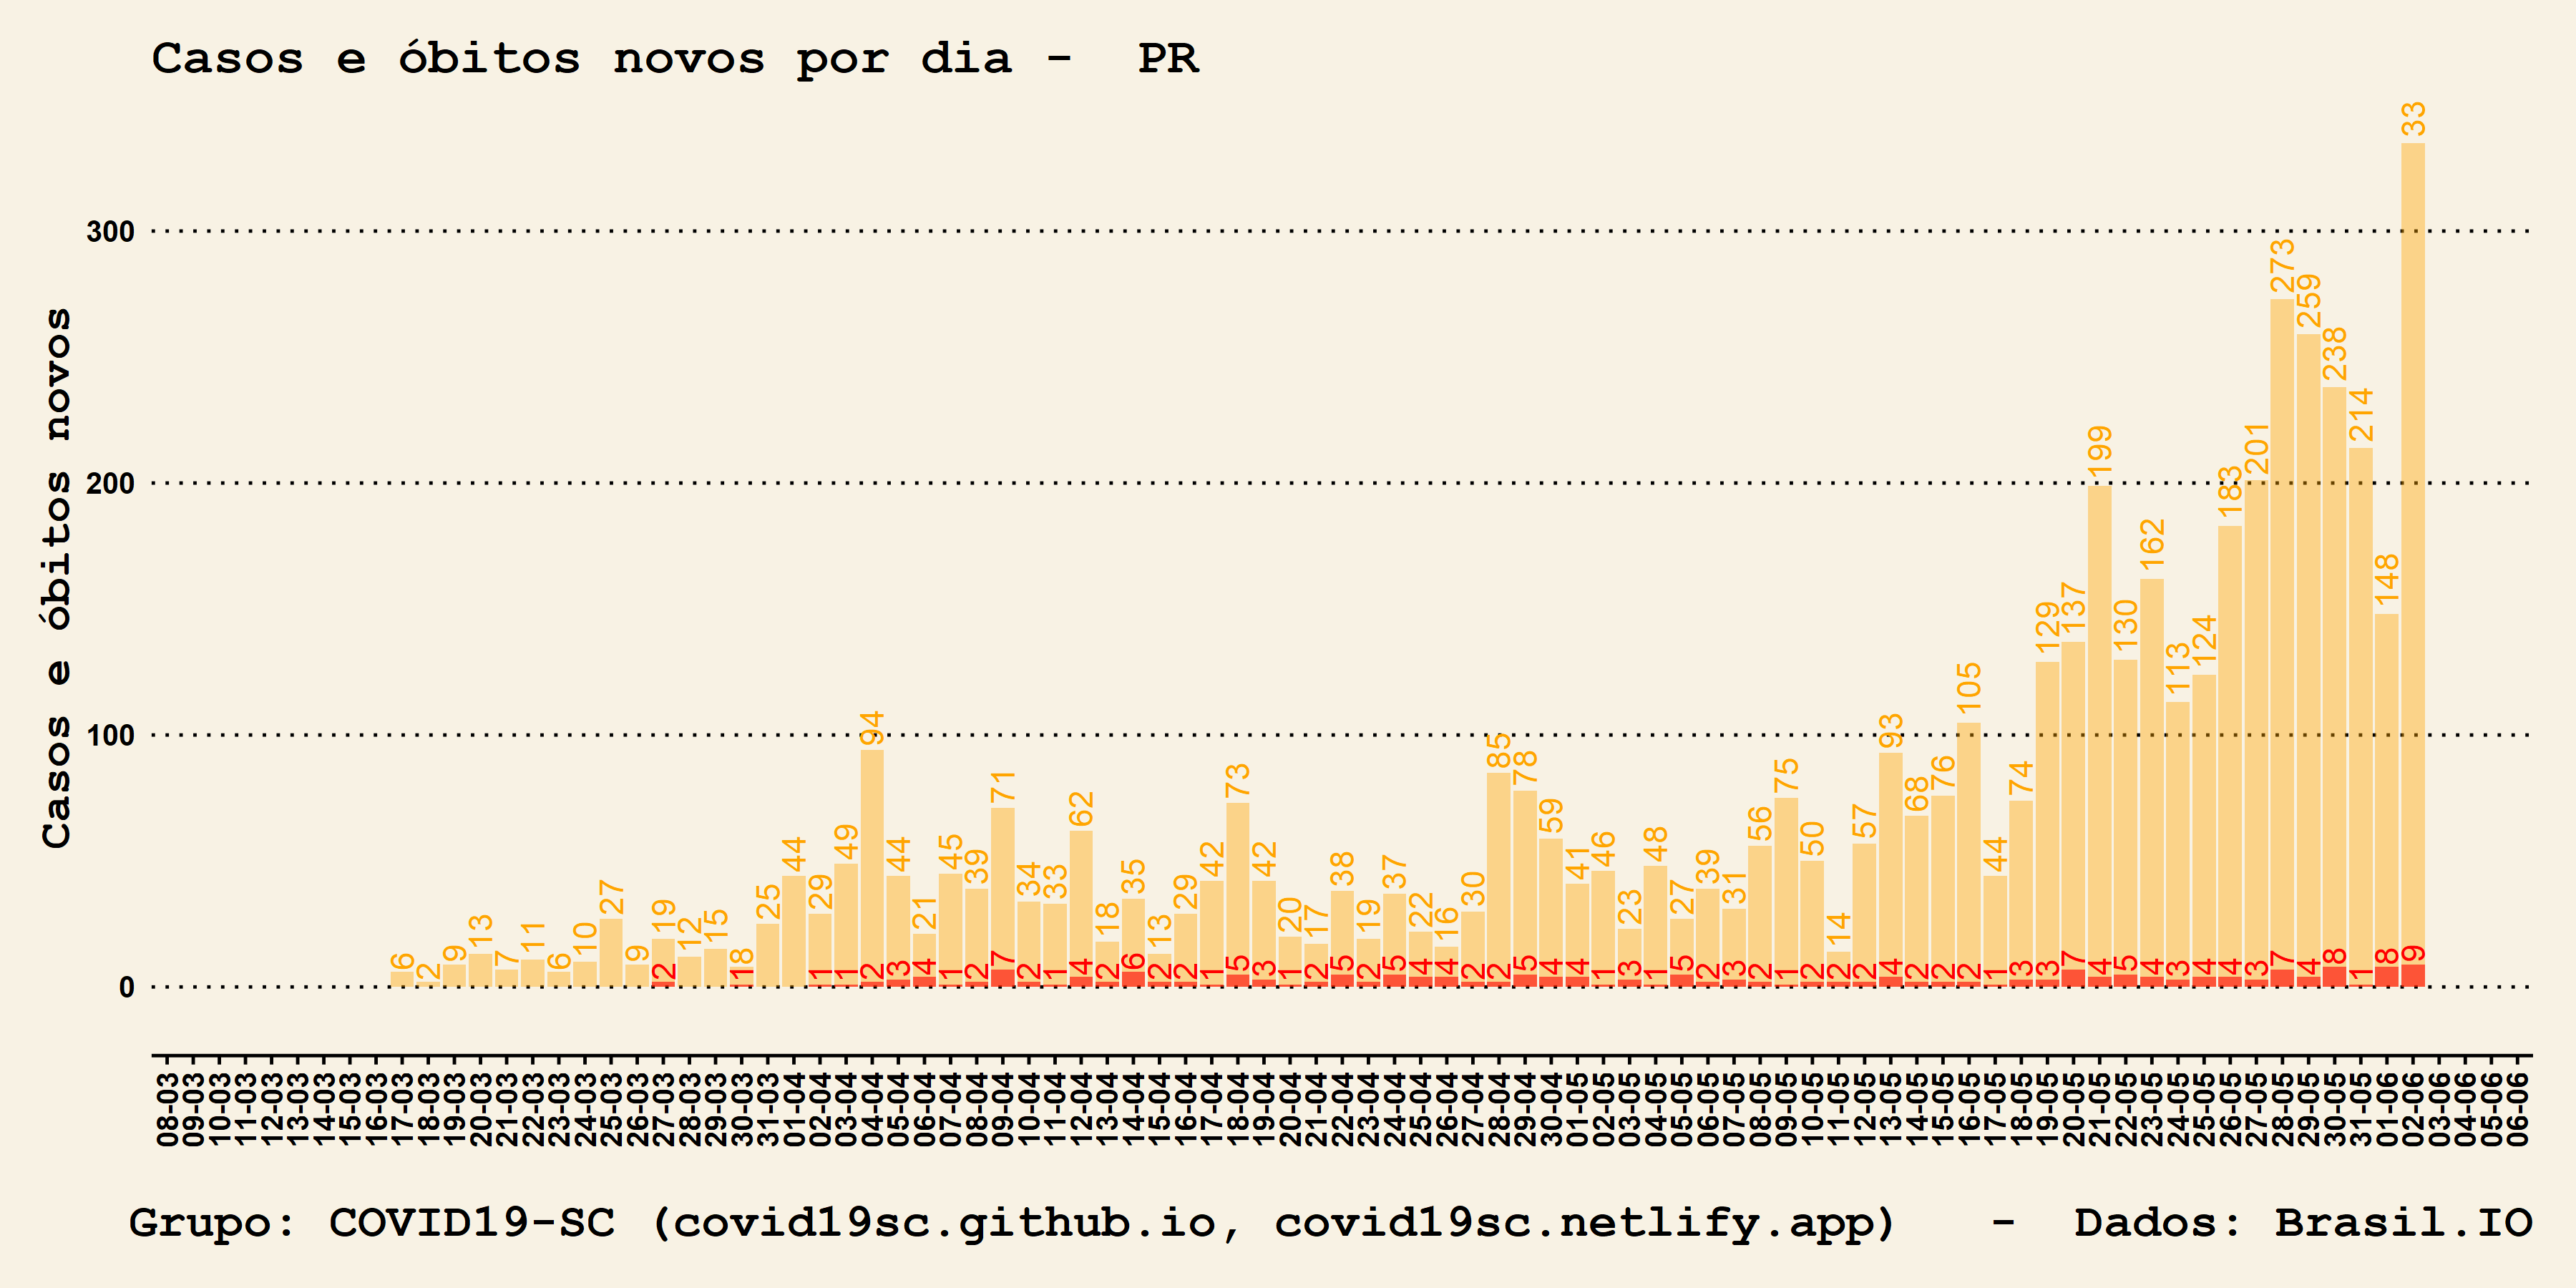 Casos e óbitos novos por dia -  PR
Casos e óbitos novos
300
200
100
0
6 2 9 13 7 11 6 10 27 9 19 12 15 8 25 44 29 49 94 44 21 45 39 71 34 33 62 18 35 13 29 42 73 42 20 17 38 19 37 22 16 30 85 78 59 41 46 23 48 27 39 31 56 75 50 14 57 93 68 76 105 44 74 129 137 199 130 162 113 124 183 201 273 259 238 214 148 33
2 1 1 1 2 3 4 1 2 7 2 1 4 2 6 2 2 1 5 3 1 2 5 2 5 4 4 2 2 5 4 4 1 3 1 5 2 3 2 1 2 2 2 4 2 2 2 1 3 3 7 4 5 4 3 4 4 3 7 4 8 1 8 9
08-03 09-03 10-03 11-03 12-03 13-03 14-03 15-03 16-03 17-03 18-03 19-03 20-03 21-03 22-03 23-03 24-03 25-03 26-03 27-03 28-03 29-03 30-03 31-03 01-04 02-04 03-04 04-04 05-04 06-04 07-04 08-04 09-04 10-04 11-04 12-04 13-04 14-04 15-04 16-04 17-04 18-04 19-04 20-04 21-04 22-04 23-04 24-04 25-04 26-04 27-04 28-04 29-04 30-04 01-05 02-05 03-05 04-05 05-05 06-05 07-05 08-05 09-05 10-05 11-05 12-05 13-05 14-05 15-05 16-05 17-05 18-05 19-05 20-05 21-05 22-05 23-05 24-05 25-05 26-05 27-05 28-05 29-05 30-05 31-05 01-06 02-06 03-06 04-06 05-06 06-06
Grupo: COVID19-SC (covid19sc.github.io, covid19sc.netlify.app)   -  Dados: Brasil.IO